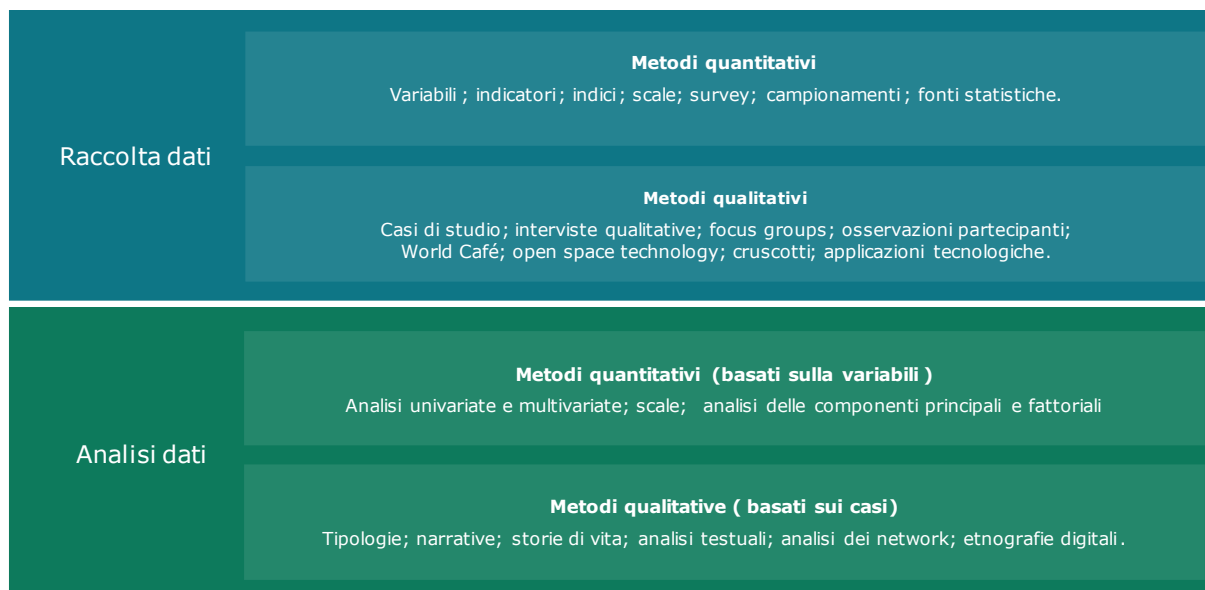 Raccolta dati
Metodi quantitativi
Variabili; indicatori; indici; scale; survey; campionamenti; fonti statistiche.
Metodi qualitativi
Casi di studio; interviste qualitative; focus groups; osservazioni partecipanti;
World Café; open space technology; cruscotti; applicazioni tecnologiche.
Analisi dati
Metodi quantitativi (basati sulla variabili)
Analisi univariate e multivariate; scale; analisi delle componenti principali e fattoriali
Metodi qualitative ( basati sui casi)
Tipologie; narrative; storie di vita; analisi testuali; analisi dei network; etnografie digitali.